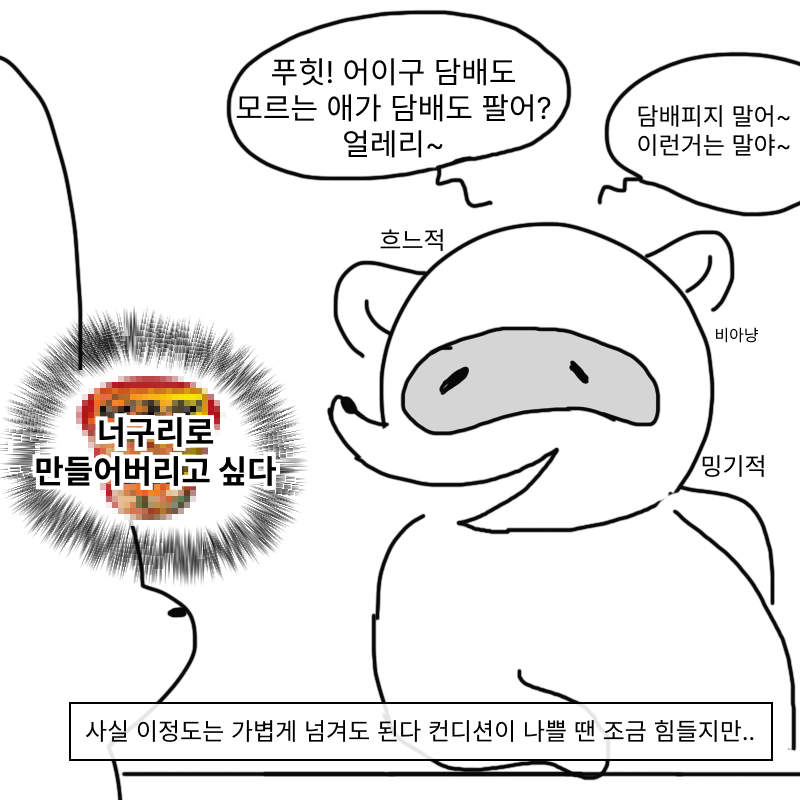 푸힛! 어이구 담배도
모르는 애가 담배도 팔어?
얼레리~
담배피지 말어~
이런거는 말야~
흐느적
비아냥
너구리로
만들어버리고 싶다
밍기적
사실 이정도는 가볍게 넘겨도 된다 컨디션이 나쁠 땐 조금 힘들지만..